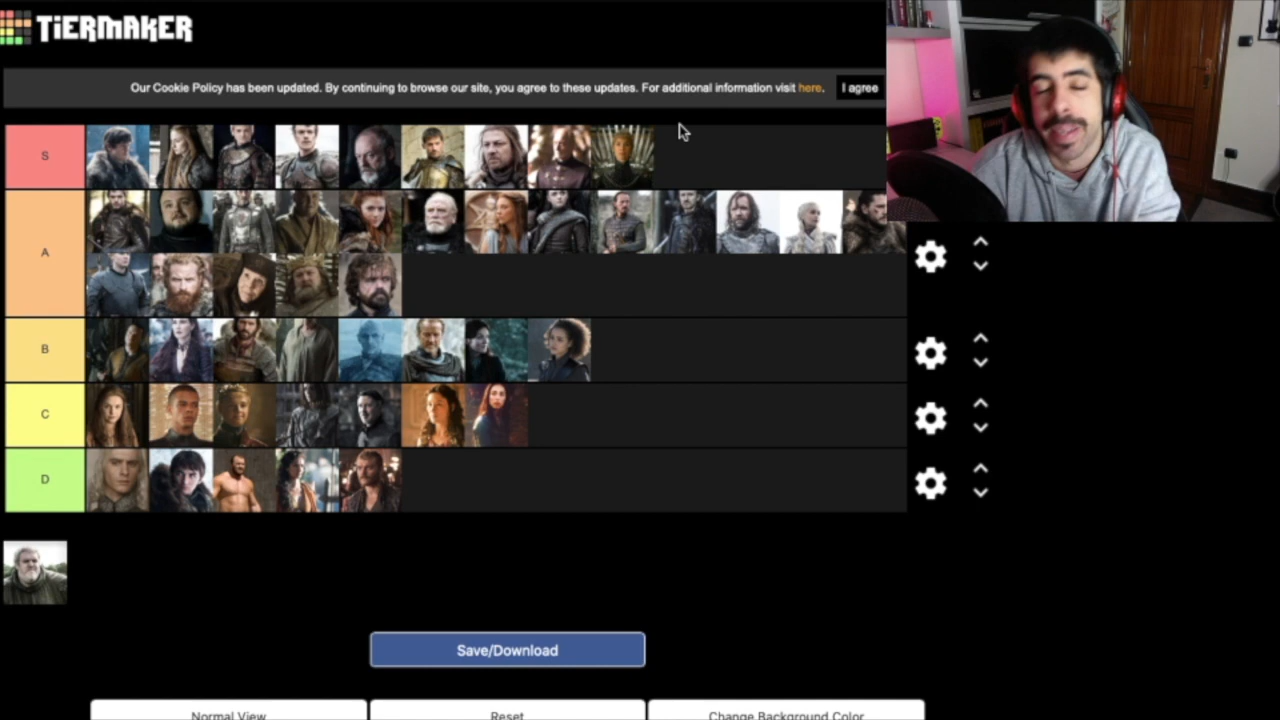 TiERMAKER
Our Cookie Policy has been updated. By continuing to browse our site, you agree to these updates. For additional information visit here.
I agree
S
A
B
C
D
Save/Download
Normal View
Reset
Change Background Color